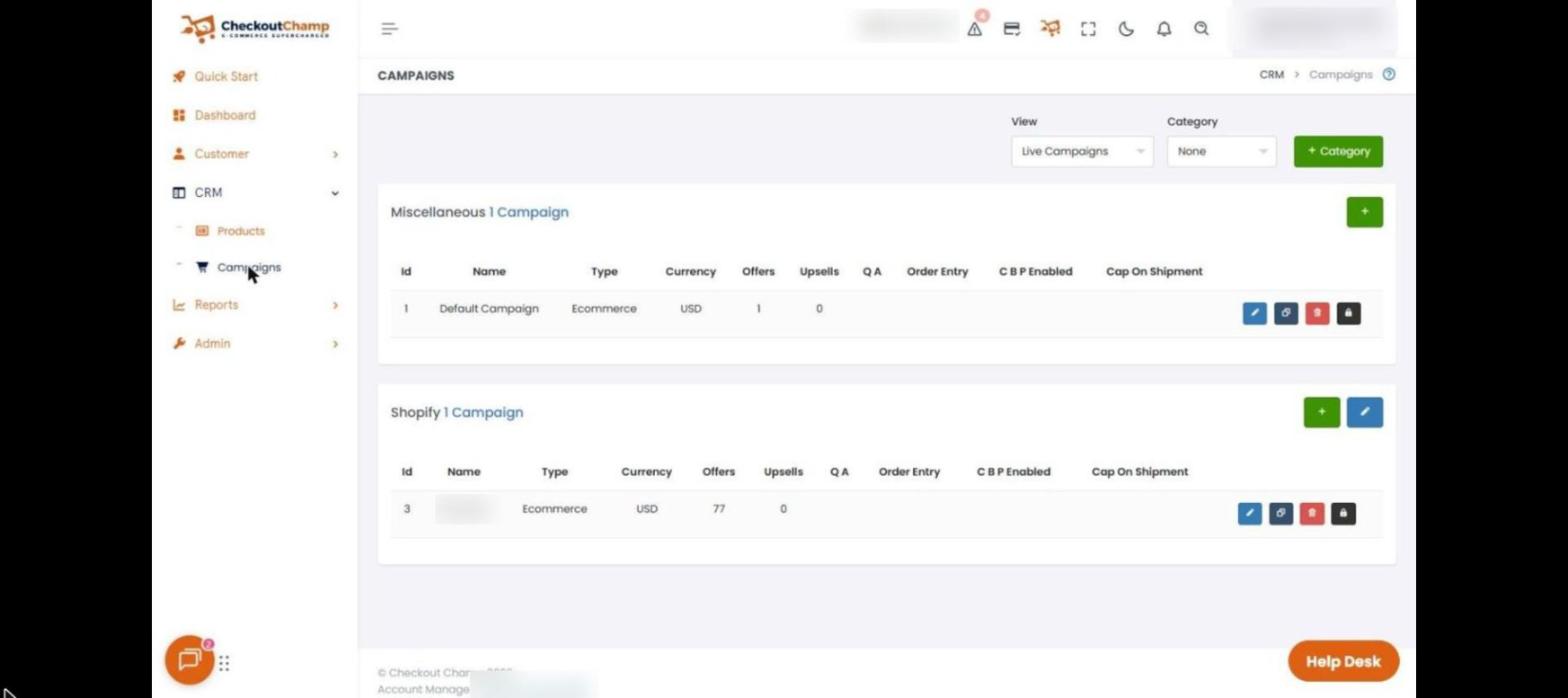 CheckoutChamp
E-COMMERCE SUPERCHARGED
4
Quick Start
Dashboard
Customer
CRM
Products
Campaigns
Reports
Admin
CAMPAIGNS
CRM > Campaigns
View
Category
Live Campaigns
None
+ Category
Miscellaneous 1 Campaign
+
Id Name Type Currency Offers Upsells Q A Order Entry C B P Enabled Cap On Shipment
1 Default Campaign Ecommerce USD 1 0
Shopify 1 Campaign
+
Id Name Type Currency Offers Upsells Q A Order Entry C B P Enabled Cap On Shipment
3 Ecommerce USD 77 0
2
© Checkout Cham
Account Manage
Help Desk